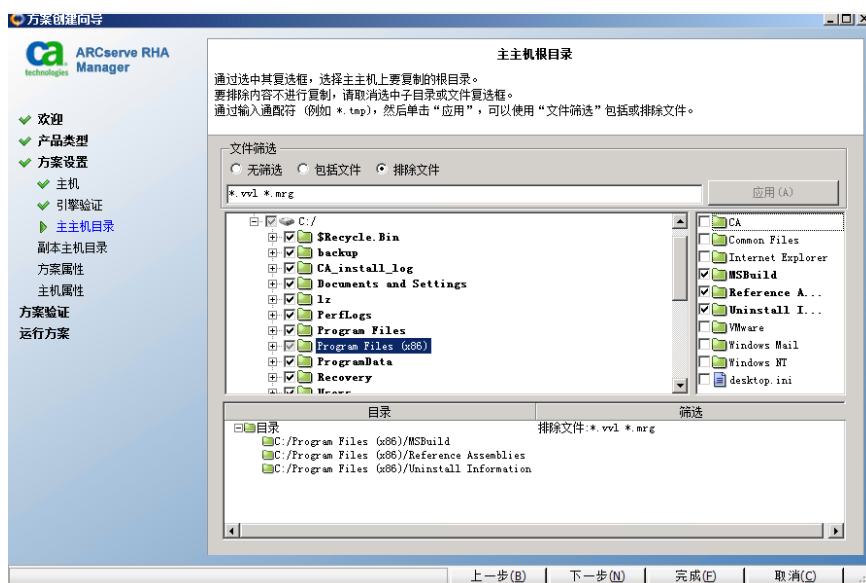 方案创建向导
ca
technologies
ARCserve RHA
Manager
欢迎
产品类型
方案设置
主机
引擎验证
主主机目录
副本主机目录
方案属性
主机属性
方案验证
运行方案
主主机根目录
通过选中其复选框，选择主主机上要复制的根目录。
要排除内容不进行复制，请取消选中子目录或文件复选框。
通过输入通配符 (例如 *.tmp)，然后单击“应用”，可以使用“文件筛选”包括或排除文件。
文件筛选
无筛选 包括文件 排除文件
*.vvl *.mrg 应用(A)
C:/
$Recycle.Bin
backup
CA_install_log
Documents and Settings
lz
PerfLogs
Program Files
Program Files (x86)
ProgramData
Recovery
Users
CA
Common Files
Internet Explorer
MSBuild
Reference A...
Uninstall I...
VMware
Windows Mail
Windows NT
desktop.ini
目录 筛选
目录 排除文件:*.vvl *.mrg
C:/Program Files (x86)/MSBuild
C:/Program Files (x86)/Reference Assemblies
C:/Program Files (x86)/Uninstall Information
上一步(B) 下一步(N) 完成(F) 取消(C)